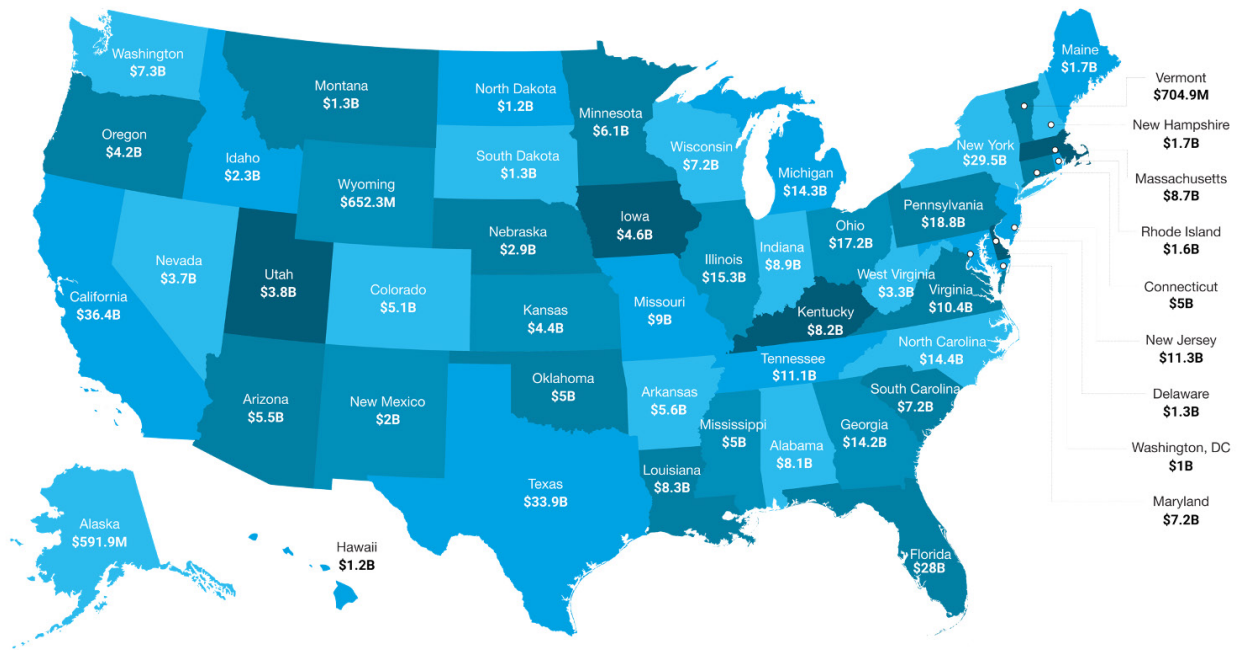 Washington
$7.3B
Montana
$1.3B
North Dakota
$1.2B
Minnesota
$6.1B
Maine
$1.7B
Vermont
$704.9M
New Hampshire
$1.7B
Oregon
$4.2B
Idaho
$2.3B
Wyoming
$652.3M
South Dakota
$1.3B
Wisconsin
$7.2B
Michigan
$14.3B
New York
$29.5B
Massachusetts
$8.7B
Rhode Island
$1.6B
Nebraska
$2.9B
Iowa
$4.6B
Illinois
$15.3B
Indiana
$8.9B
Ohio
$17.2B
Pennsylvania
$18.8B
Connecticut
$5B
California
$36.4B
Nevada
$3.7B
Utah
$3.8B
Colorado
$5.1B
Kansas
$4.4B
Missouri
$9B
Kentucky
$8.2B
West Virginia
$3.3B
Virginia
$10.4B
New Jersey
$11.3B
Delaware
$1.3B
Arizona
$5.5B
New Mexico
$2B
Oklahoma
$5B
Arkansas
$5.6B
Tennessee
$11.1B
North Carolina
$14.4B
South Carolina
$7.2B
Washington, DC
$1B
Maryland
$7.2B
Texas
$33.9B
Louisiana
$8.3B
Mississippi
$5B
Alabama
$8.1B
Georgia
$14.2B
Florida
$28B
Alaska
$591.9M
Hawaii
$1.2B